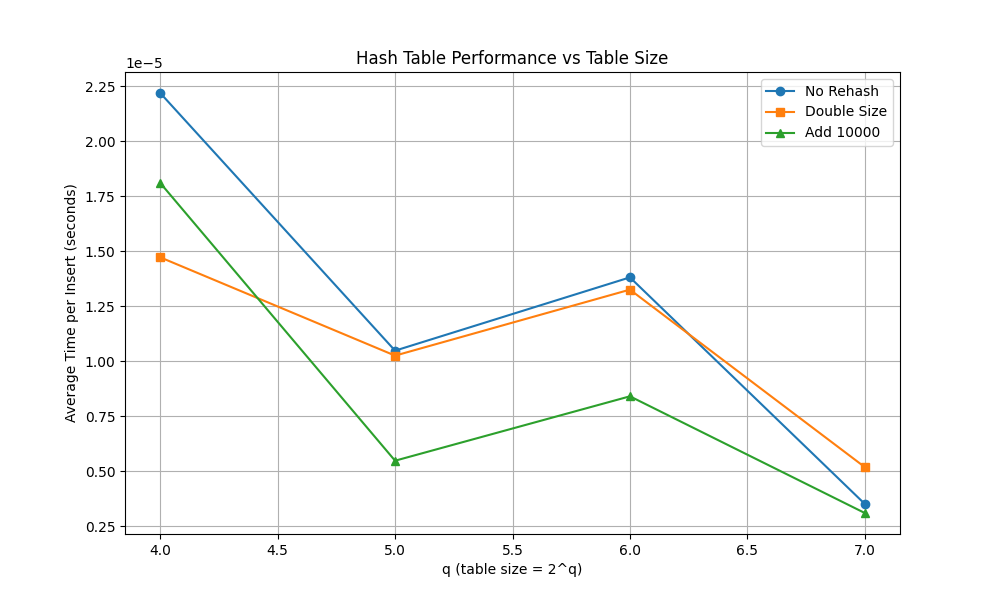 Hash Table Performance vs Table Size
1e−5
2.25
2.00
1.75
1.50
1.25
1.00
0.75
0.50
0.25
Average Time per Insert (seconds)
No Rehash
Double Size
Add 10000
4.0 4.5 5.0 5.5 6.0 6.5 7.0
q (table size = 2^q)